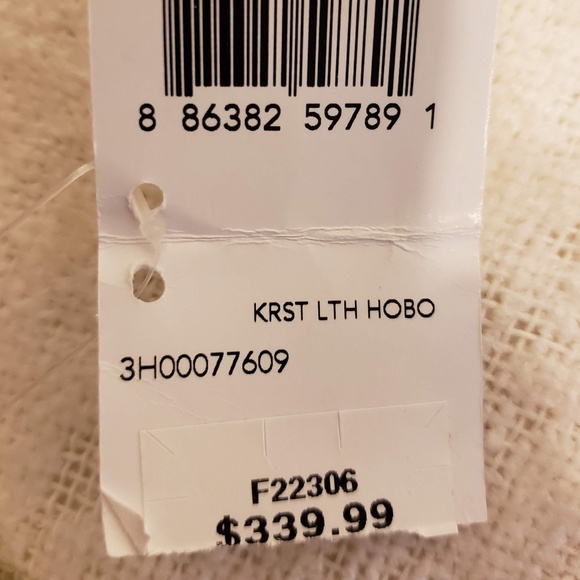 8 86382 59789 1
KRST LTH HOBO
3H00077609
F22306
$339.99